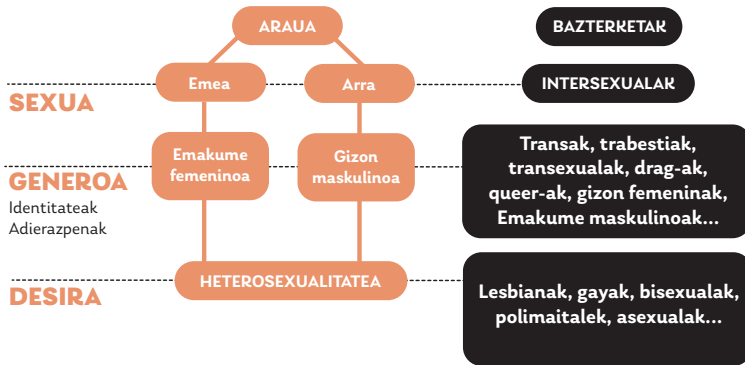 ARAUA
BAZTERKETAK
Emea
Arra
INTERSEXUALAK
SEXUA
Emakume
femeninoa
Gizon
maskulinoa
Transak, trabestiak,
transexualak, drag-ak,
queer-ak, gizon femeninak,
Emakume maskulinoak...
GENEROA
Identitateak
Adierazpenak
HETEROSEXUALITATEA
DESIRA
Lesbianak, gayak, bisexualak,
polimaitalek, asexualak...